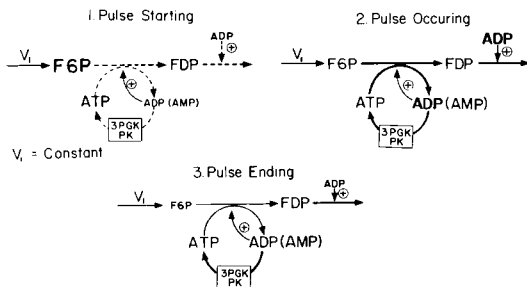 1. Pulse Starting
ADP
⊕
V₁
F6P
FDP
⊕
ATP
ADP (AMP)
3PGK
PK
V₁ = Constant
2. Pulse Occuring
ADP
⊕
V₁
F6P
FDP
⊕
ATP
ADP (AMP)
3PGK
PK
3. Pulse Ending
ADP
⊕
V₁
F6P
FDP
⊕
ATP
ADP (AMP)
3PGK
PK